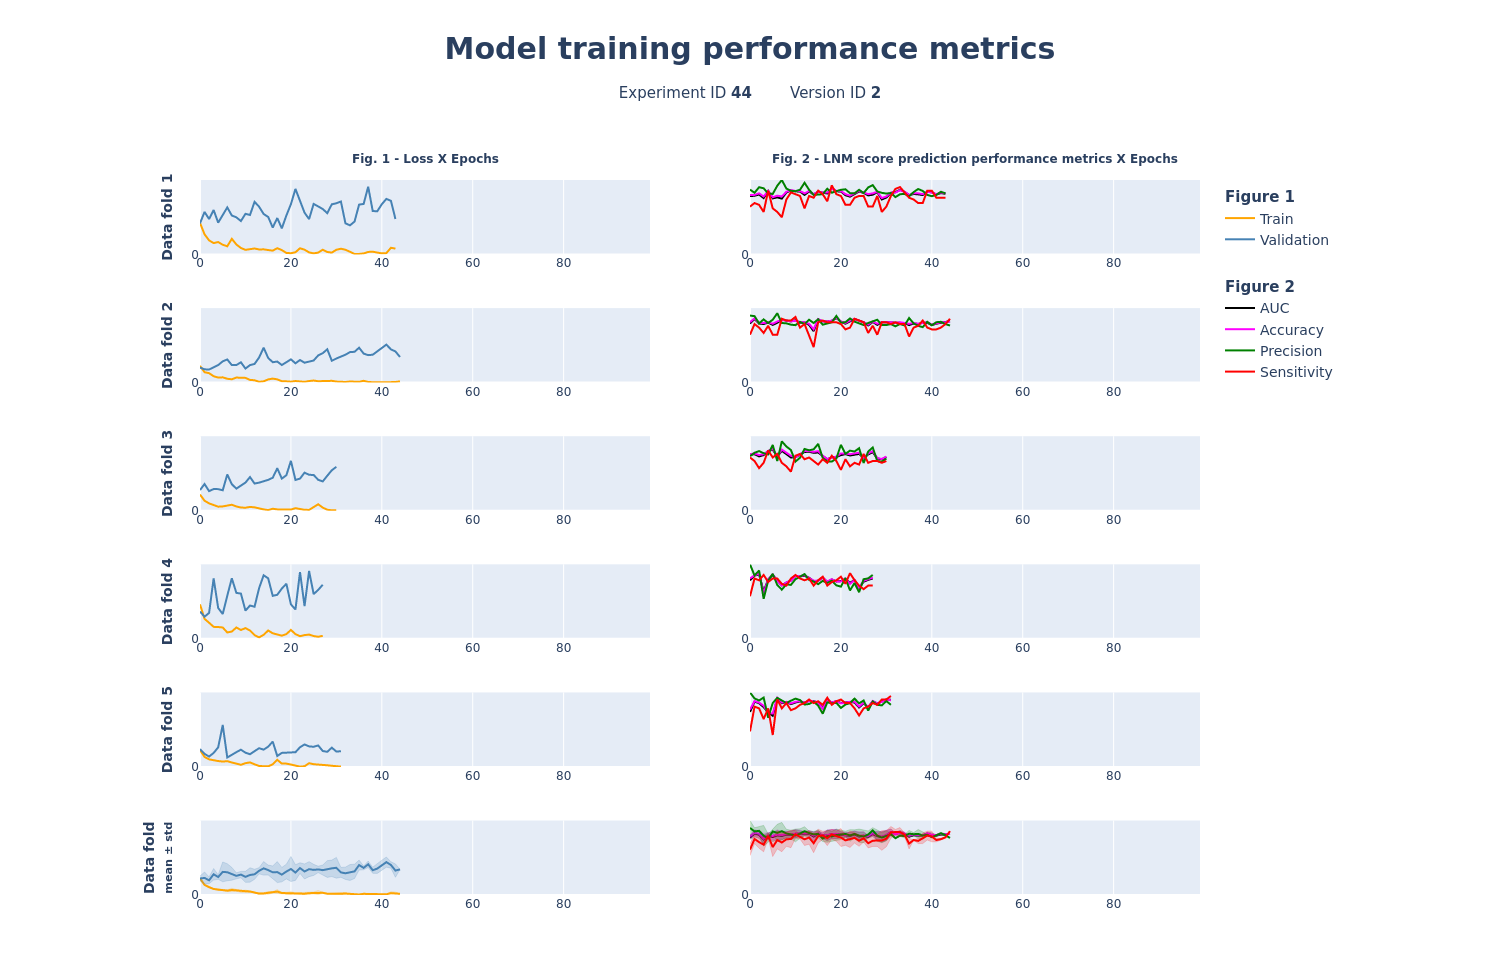 Model training performance metrics
Experiment ID 44 Version ID 2
Fig. 1 - Loss X Epochs
Fig. 2 - LNM score prediction performance metrics X Epochs
Data fold 1
0
0 20 40 60 80
0
0 20 40 60 80
Data fold 2
0
0 20 40 60 80
0
0 20 40 60 80
Data fold 3
0
0 20 40 60 80
0
0 20 40 60 80
Data fold 4
0
0 20 40 60 80
0
0 20 40 60 80
Data fold 5
0
0 20 40 60 80
0
0 20 40 60 80
Data fold
mean ± std
0
0 20 40 60 80
0
0 20 40 60 80
Figure 1
Train
Validation
Figure 2
AUC
Accuracy
Precision
Sensitivity